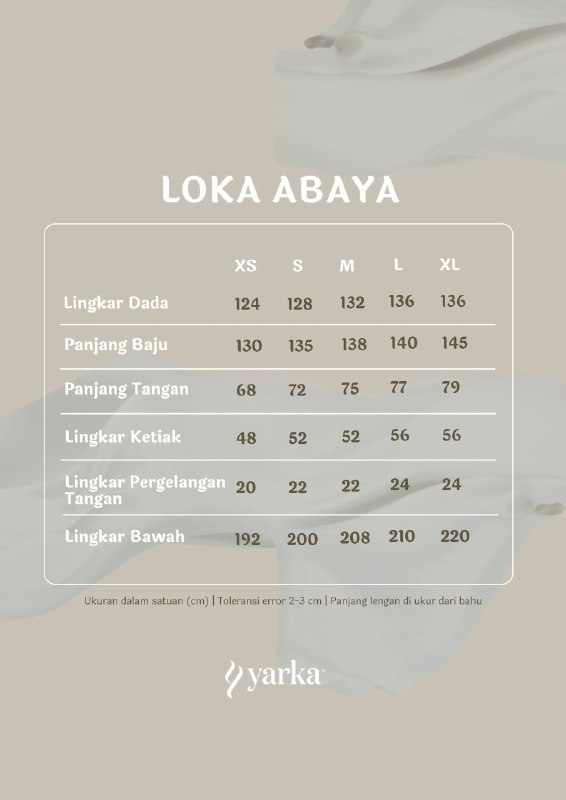 LOKA ABAYA
XS S M L XL
Lingkar Dada 124 128 132 136 136
Panjang Baju 130 135 138 140 145
Panjang Tangan 68 72 75 77 79
Lingkar Ketiak 48 52 52 56 56
Lingkar Pergelangan
Tangan 20 22 22 24 24
Lingkar Bawah 192 200 208 210 220
Ukuran dalam satuan (cm) | Toleransi error 2-3 cm | Panjang lengan di ukur dari bahu
yarka